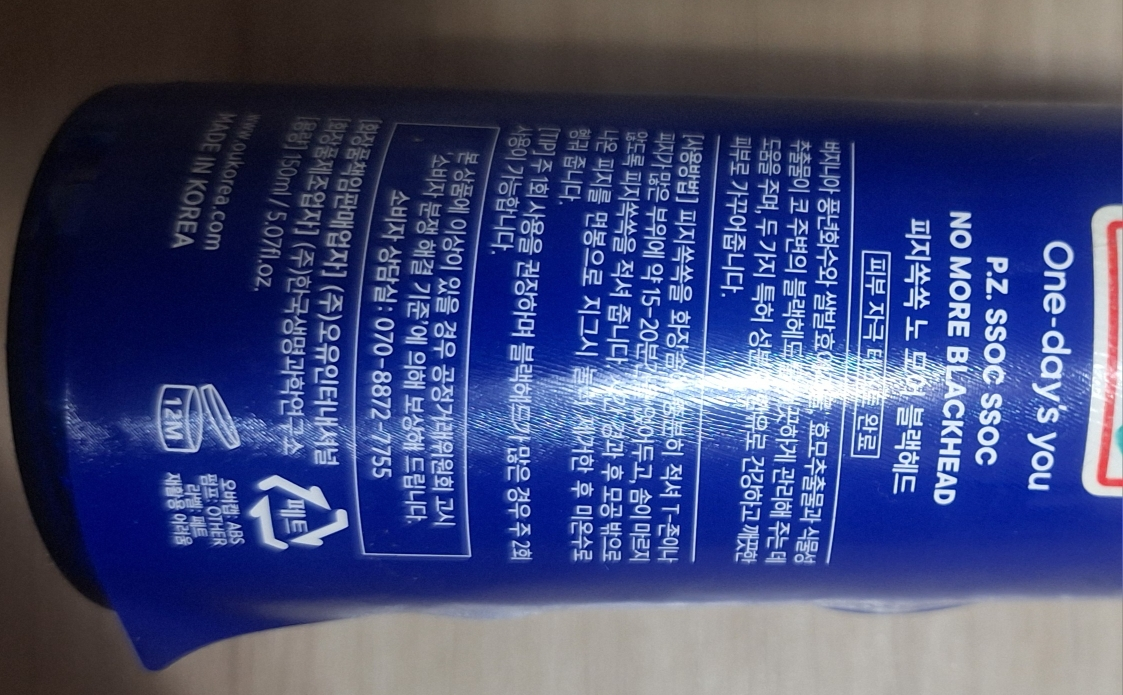 One-day's you
P.Z. SSOC SSOC
NO MORE BLACKHEAD
피지쏙쏙 노 모어 블랙헤드
피부 자극 테스트 완료
버지니아 풍년화수와 쌀발효 효모추출물과 식물성
추출물이 코 주변의 블랙헤드를 깨끗하게 관리해 주는 데
도움을 주며, 두 가지 특허 성분 건강하고 깨끗한
피부로 가꾸어줍니다.
[사용방법] 피지쏙쏙을 화장솜에 충분히 적셔 T-존이나
피지가 많은 부위에 약 15-20분간 얹어두고, 솜이 마르지
않도록 피지쏙쏙을 적셔 줍니다. 시간 경과 후 모공 밖으로
나온 피지를 면봉으로 지그시 눌러 제거한 후 미온수로
헹궈 줍니다.
[TIP] 주 1회 사용을 권장하며 블랙헤드가 많은 경우 주 2회
사용이 가능합니다.
본 상품에 이상이 있을 경우 공정거래위원회 고시
'소비자 분쟁 해결 기준'에 의해 보상해 드립니다.
소비자 상담실 : 070-8872-7755
[화장품책임판매업자] (주)오유인터내셔널
[화장품제조업자] (주)한국생명과학연구소
[용량] 150ml / 5.07fl.oz.
www.oukorea.com
MADE IN KOREA
12M
페트
오버캡: ABS
펌프: OTHER
라벨: 페트
재활용 어려움